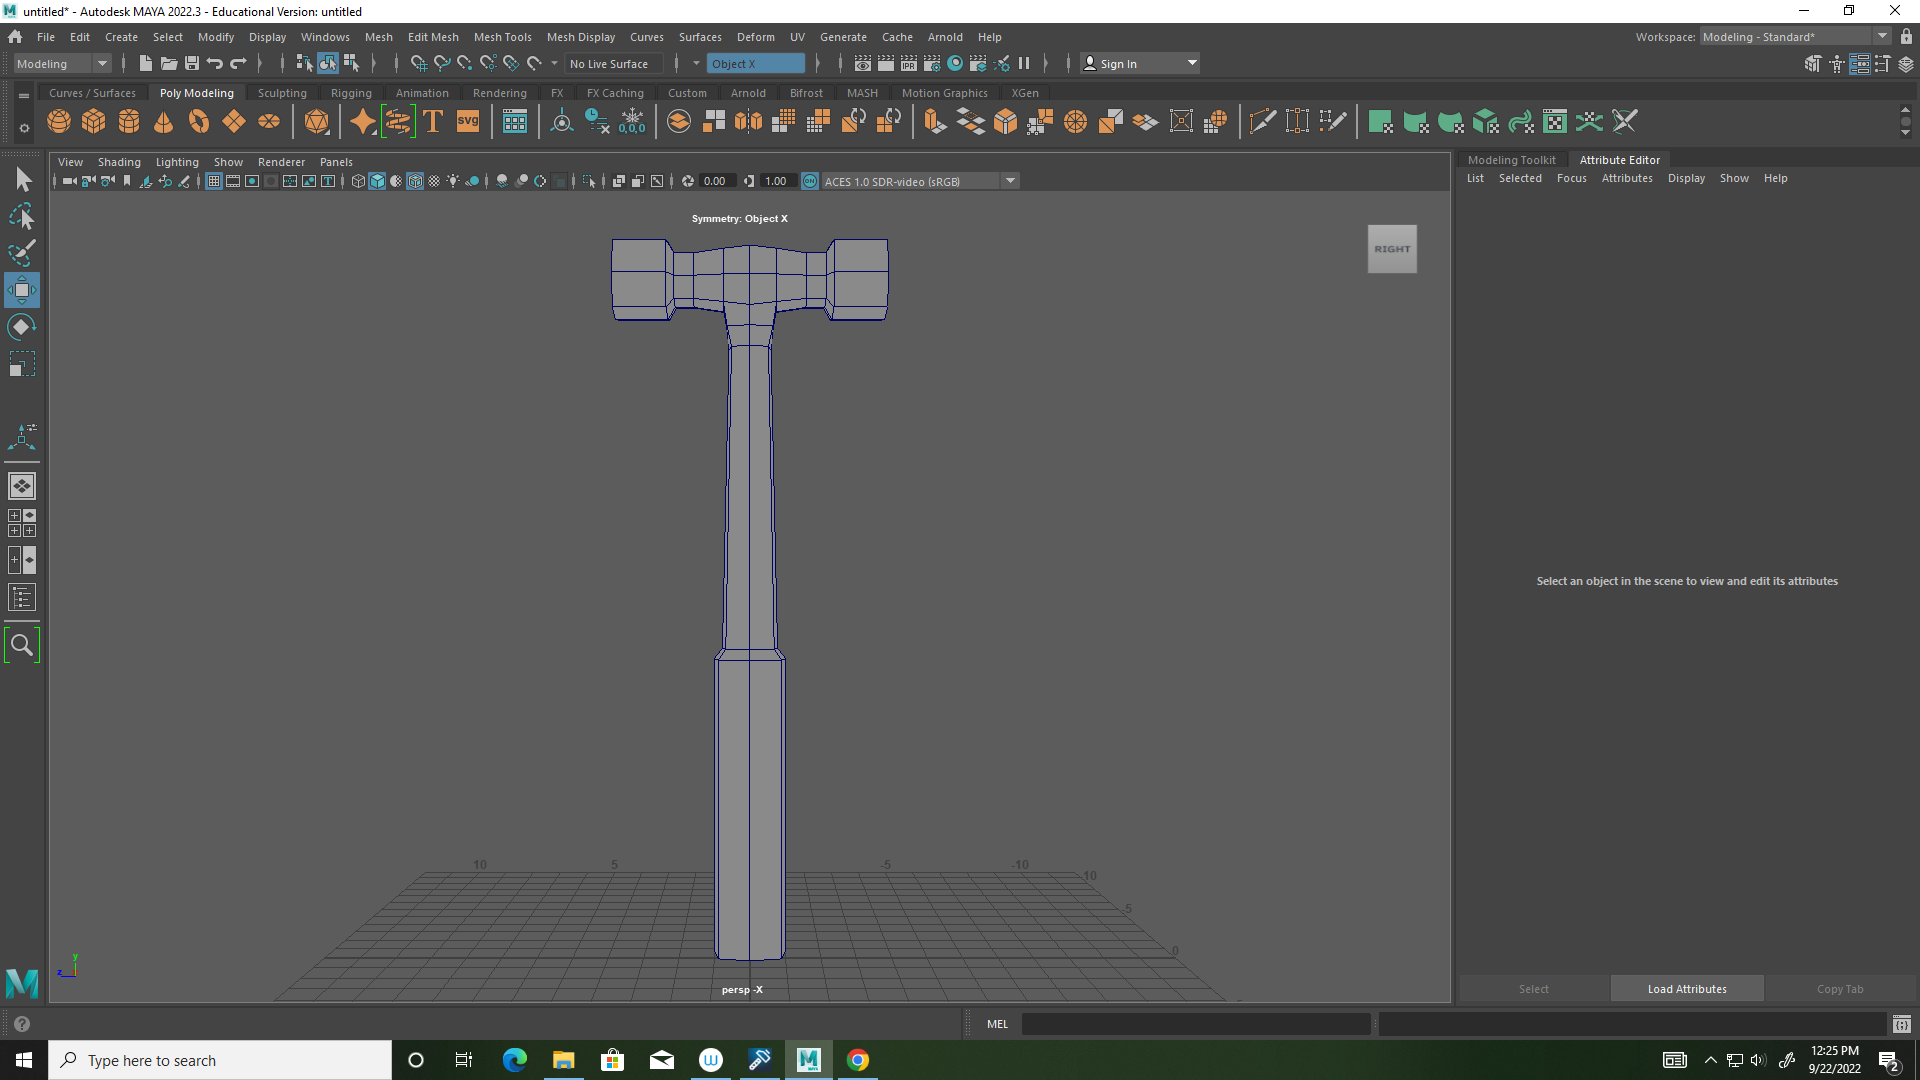 untitled* - Autodesk MAYA 2022.3 - Educational Version: untitled
File Edit Create Select Modify Display Windows Mesh Edit Mesh Mesh Tools Mesh Display Curves Surfaces Deform UV Generate Cache Arnold Help
Workspace: Modeling - Standard*
Modeling
No Live Surface
Object X
IPR
Sign In
Curves / Surfaces Poly Modeling Sculpting Rigging Animation Rendering FX FX Caching Custom Arnold Bifrost MASH Motion Graphics XGen
T
svg
0,0,0
View Shading Lighting Show Renderer Panels
0.00
1.00
ON
ACES 1.0 SDR-video (sRGB)
Modeling Toolkit Attribute Editor
List Selected Focus Attributes Display Show Help
Symmetry: Object X
RIGHT
Select an object in the scene to view and edit its attributes
10 5 -5 -10
-10
-5
0
y
z
persp -X
Select
Load Attributes
Copy Tab
M
MEL
Type here to search
12:25 PM
9/22/2022
2